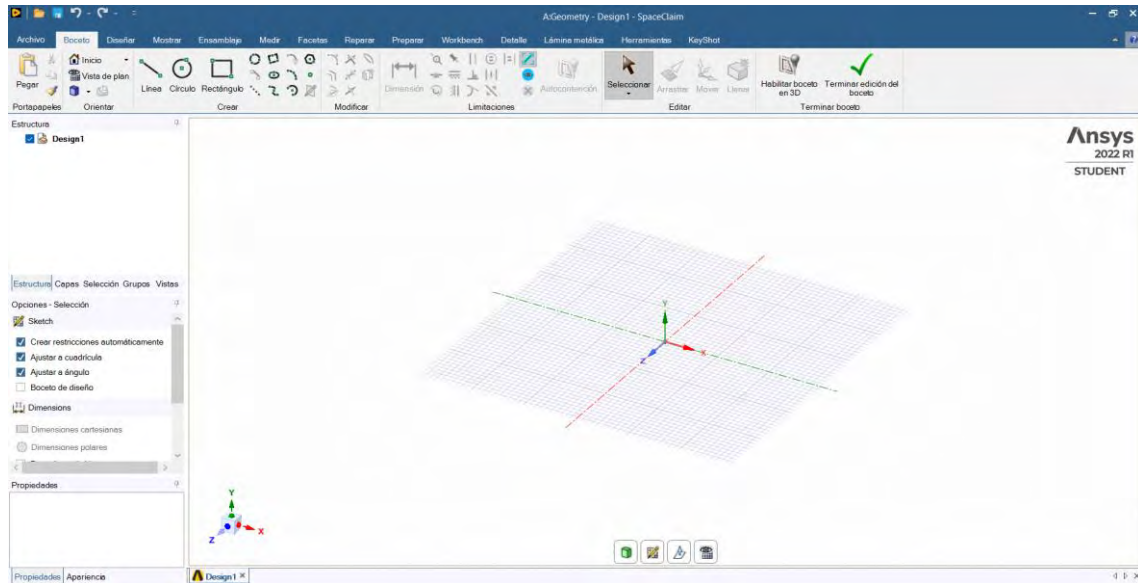 A:Geometry - Design1 - SpaceClaim
Archivo Boceto Diseñar Mostrar Ensamblaje Medir Facetas Reparar Preparar Workbench Detalle Lámina metálica Herramientas KeyShot
Pegar
Inicio
Vista de plan
Línea Círculo Rectángulo
Dimensión
Autocontención
Seleccionar
Arrastrar Mover Llenar
Habilitar boceto en 3D
Terminar edición del boceto
Portapapeles Orientar Crear Modificar Limitaciones Editar Terminar boceto
Estructura
Design1
Ansys
2022 R1
STUDENT
Estructura Capas Selección Grupos Vistas
Opciones - Selección
Sketch
Crear restricciones automáticamente
Ajustar a cuadrícula
Ajustar a ángulo
Boceto de diseño
Dimensions
Dimensiones cartesianas
Dimensiones polares
Propiedades
Y
X
Z
Y
X
Z
Propiedades Apariencia
Design1